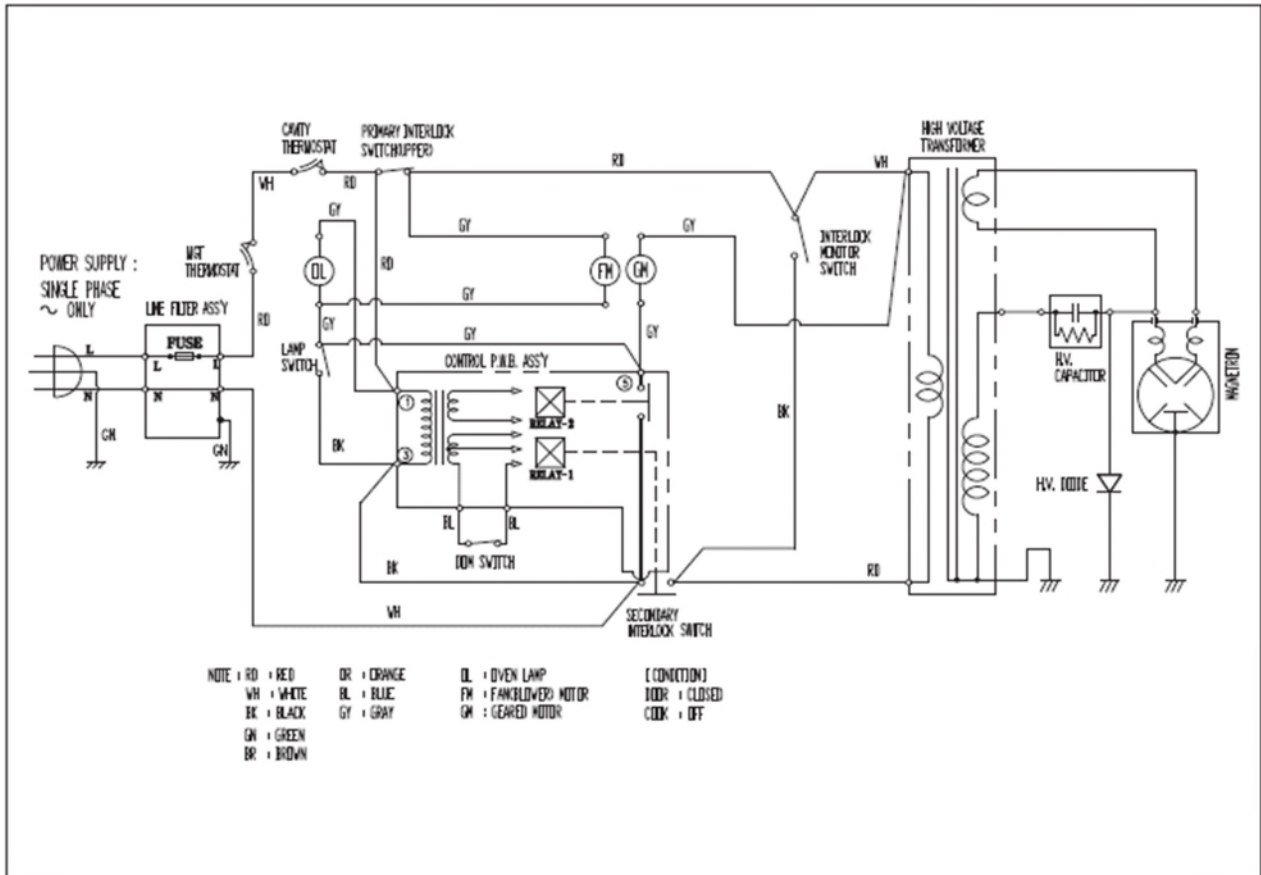 CAVITY
THERMOSTAT
PRIMARY INTERLOCK
SWITCH(UPPER)
HIGH VOLTAGE
TRANSFORMER
RD
WH
WH
RD
GY
GY
GY
MGT
THERMOSTAT
INTERLOCK
MONITOR
SWITCH
POWER SUPPLY :
SINGLE PHASE
~ ONLY
OL
RD
FM
GM
LINE FILTER ASS'Y
GY
RD
GY
GY
GY
FUSE
L
L
L
LAMP
SWITCH
CONTROL P.W.B. ASS'Y
H.V.
CAPACITOR
MAGNETRON
N
N
N
①
⑤
RELAY-2
BK
GN
GN
BK
③
RELAY-1
H.V. DIODE
BL
BL
BK
DOM SWITCH
RD
WH
SECONDARY
INTERLOCK SWITCH
NOTE : RD : RED OR : ORANGE OL : OVEN LAMP [CONDITION]
WH : WHITE BL : BLUE FM : FAN(BLOWER) MOTOR DOOR : CLOSED
BK : BLACK GY : GRAY GM : GEARED MOTOR COOK : OFF
GN : GREEN
BR : BROWN